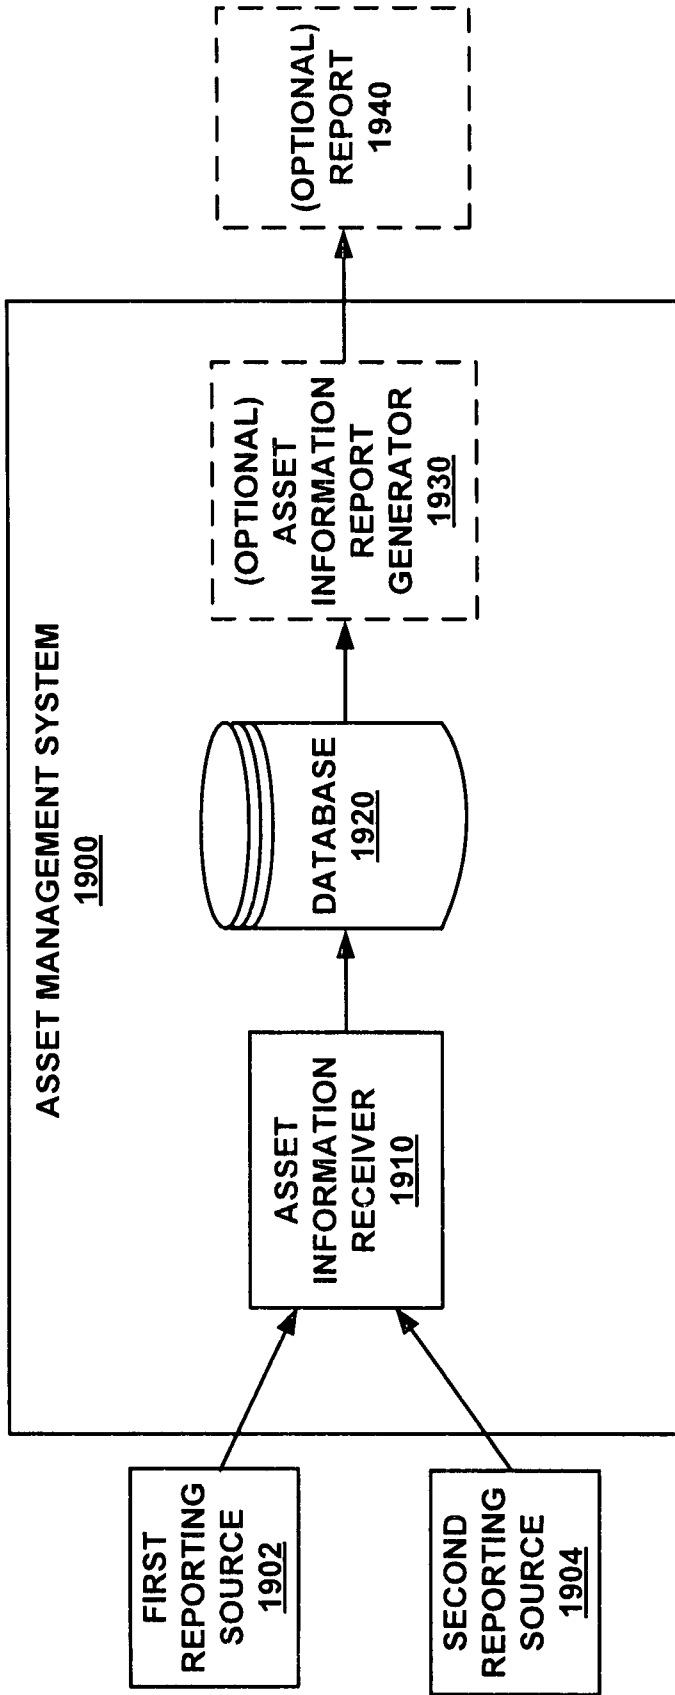 ASSET MANAGEMENT SYSTEM
1900
FIRST
REPORTING
SOURCE
1902
SECOND
REPORTING
SOURCE
1904
ASSET
INFORMATION
RECEIVER
1910
DATABASE
1920
(OPTIONAL)
ASSET
INFORMATION
REPORT
GENERATOR
1930
(OPTIONAL)
REPORT
1940